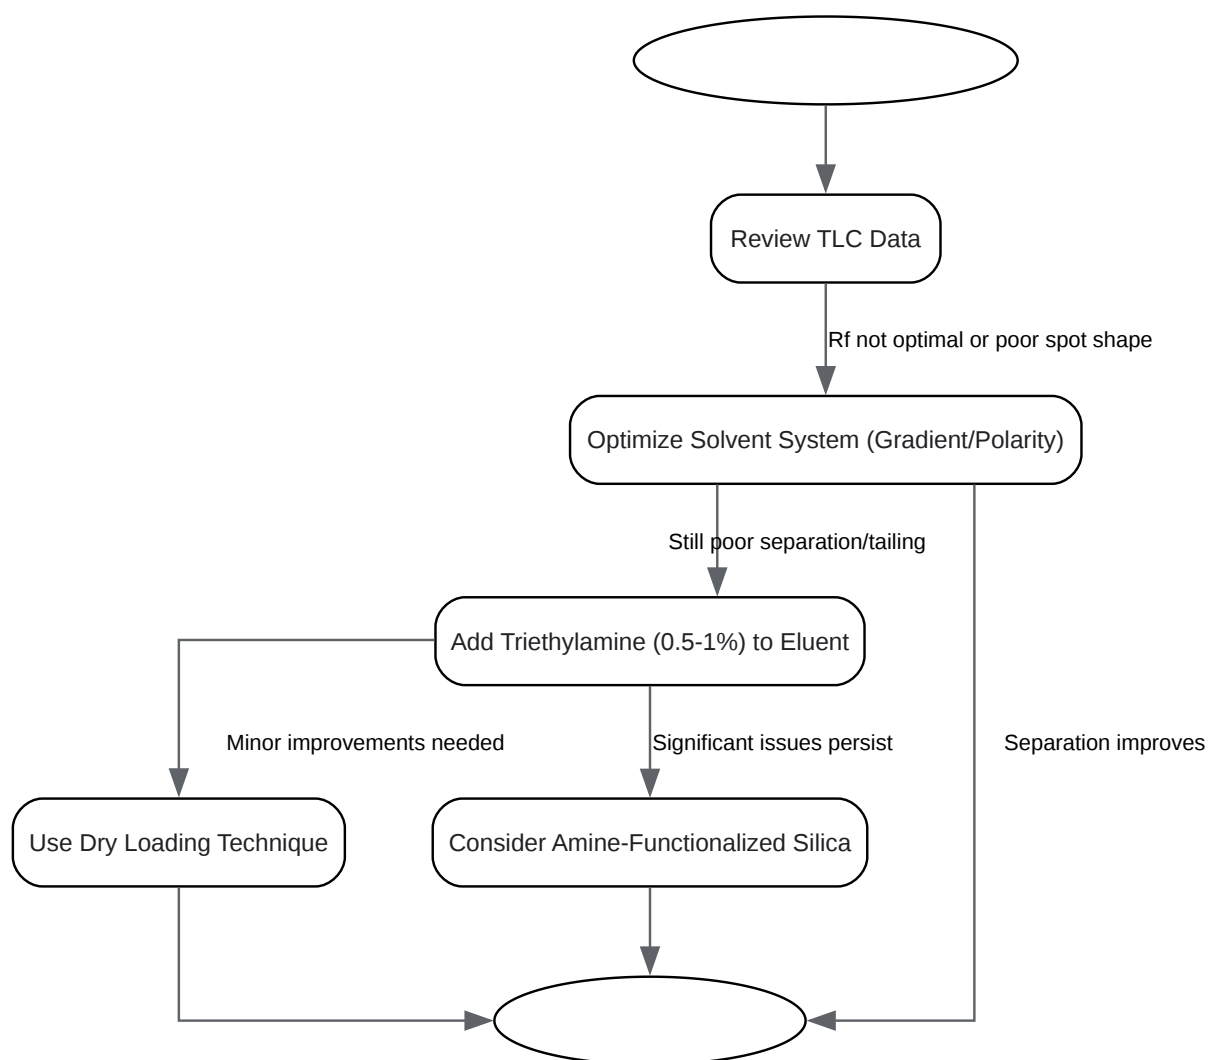 Review TLC Data
Rf not optimal or poor spot shape
Optimize Solvent System (Gradient/Polarity)
Still poor separation/tailing
Add Triethylamine (0.5-1%) to Eluent
Minor improvements needed
Significant issues persist
Separation improves
Use Dry Loading Technique
Consider Amine-Functionalized Silica